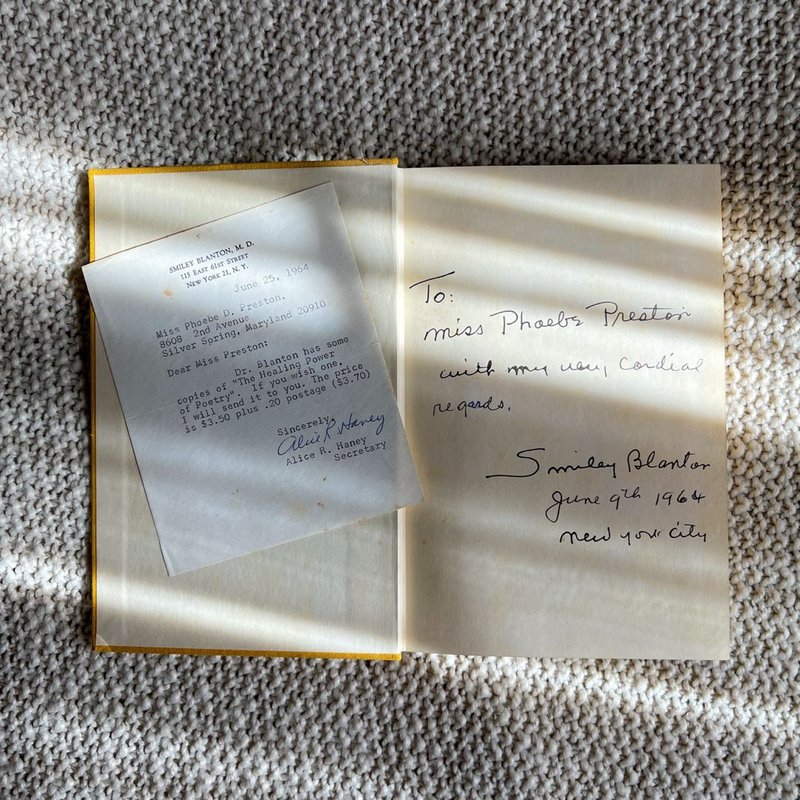 SMILEY BLANTON, M. D.
115 EAST 61ST STREET
NEW YORK 21, N. Y.
June 25, 1964
Miss Phoebe D. Preston,
8608 2nd Avenue
Silver Spring, Maryland 20910
Dear Miss Preston:
Dr. Blanton has some
copies of "The Healing Power
of Poetry". If you wish one,
I will send it to you. The price
is $3.50 plus .20 postage ($3.70)
Sincerely,
Alice R. Haney
Alice R. Haney
Secretary
To:
Miss Phoebe Preston
with my very cordial
regards.
Smiley Blanton
June 9th 1964
New York City